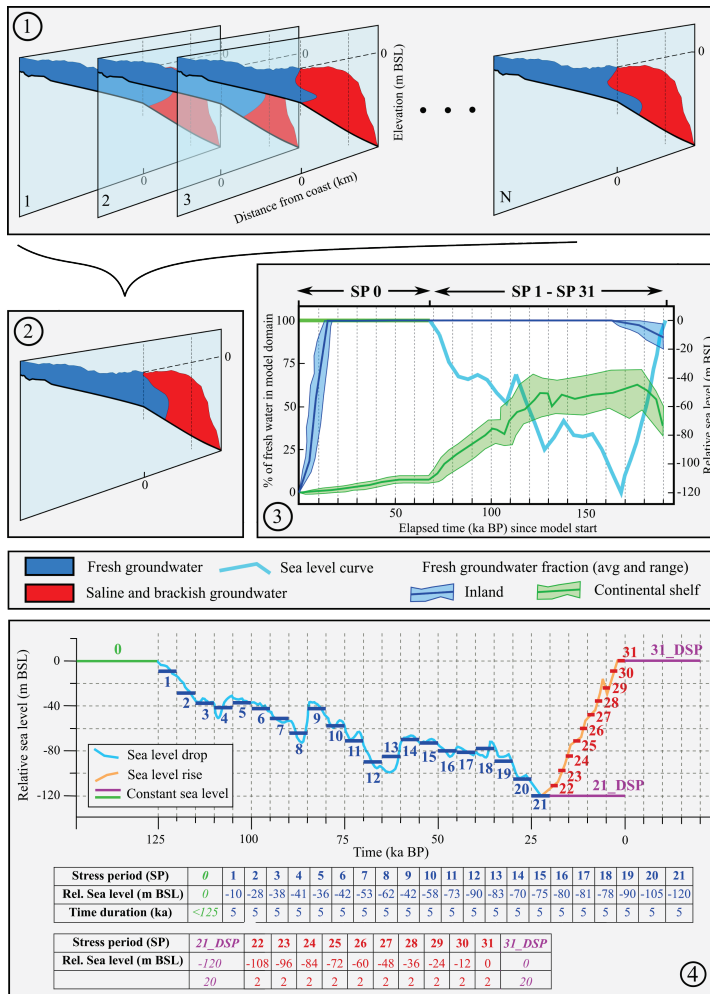 1
0
0
0
Elevation (m BSL)
1
2
3
N
0
0
0
0
Distance from coast (km)
2
0
0
SP 0
SP 1 - SP 31
% of fresh water in model domain
100
75
50
25
0
Relative sea level (m BSL)
0
-20
-40
-60
-80
-100
-120
50
100
150
Elapsed time (ka BP) since model start
3
Fresh groundwater
Sea level curve
Fresh groundwater fraction (avg and range)
Saline and brackish groundwater
Inland
Continental shelf
Relative sea level (m BSL)
0
-40
-80
-120
0
1
2
3
4
5
6
7
8
9
10
11
12
13
14
15
16
17
18
19
20
21
22
23
24
25
26
27
28
29
30
31
31_DSP
21_DSP
Sea level drop
Sea level rise
Constant sea level
125
100
75
50
25
0
Time (ka BP)
Stress period (SP) 0 1 2 3 4 5 6 7 8 9 10 11 12 13 14 15 16 17 18 19 20 21
Rel. Sea level (m BSL) 0 -10 -28 -38 -41 -36 -42 -53 -62 -42 -58 -73 -90 -83 -70 -75 -80 -81 -78 -90 -105 -120
Time duration (ka) <125 5 5 5 5 5 5 5 5 5 5 5 5 5 5 5 5 5 5 5 5 5
Stress period (SP) 21_DSP 22 23 24 25 26 27 28 29 30 31 31_DSP
Rel. Sea level (m BSL) -120 -108 -96 -84 -72 -60 -48 -36 -24 -12 0 0
20 2 2 2 2 2 2 2 2 2 2 20
4